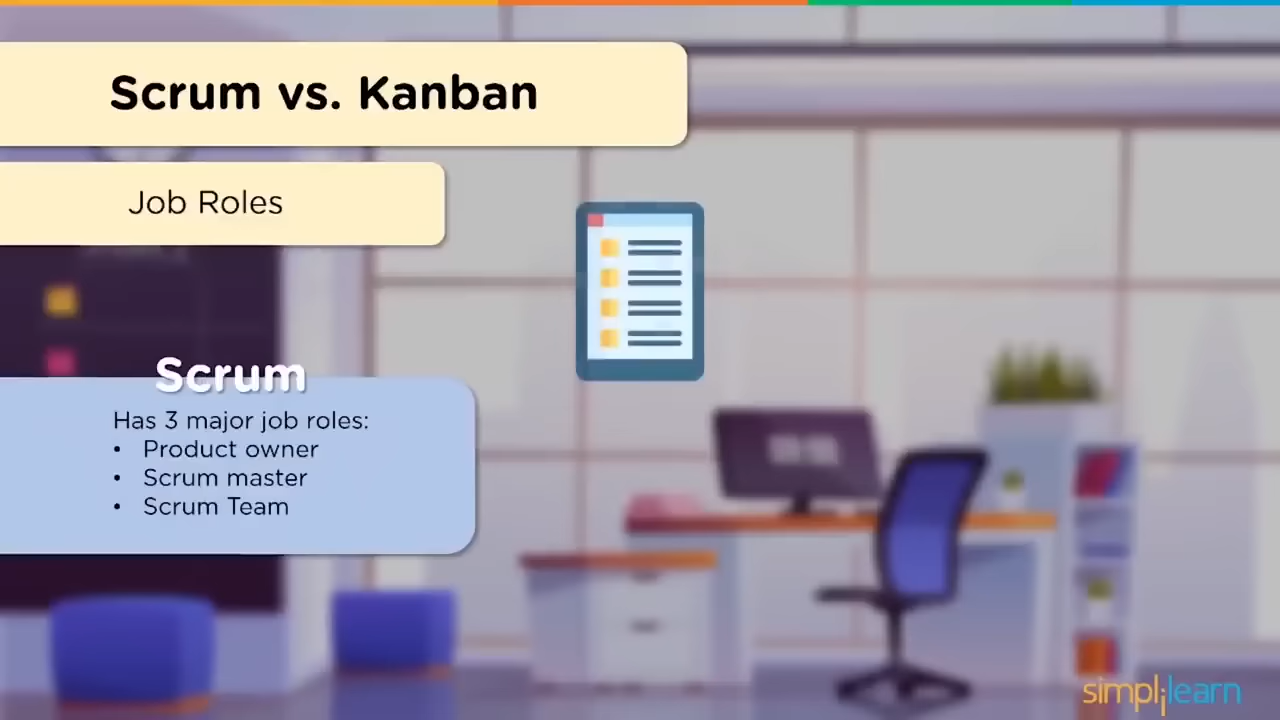 Scrum vs. Kanban
Job Roles
Scrum
Has 3 major job roles:
• Product owner
• Scrum master
• Scrum Team
simplilearn